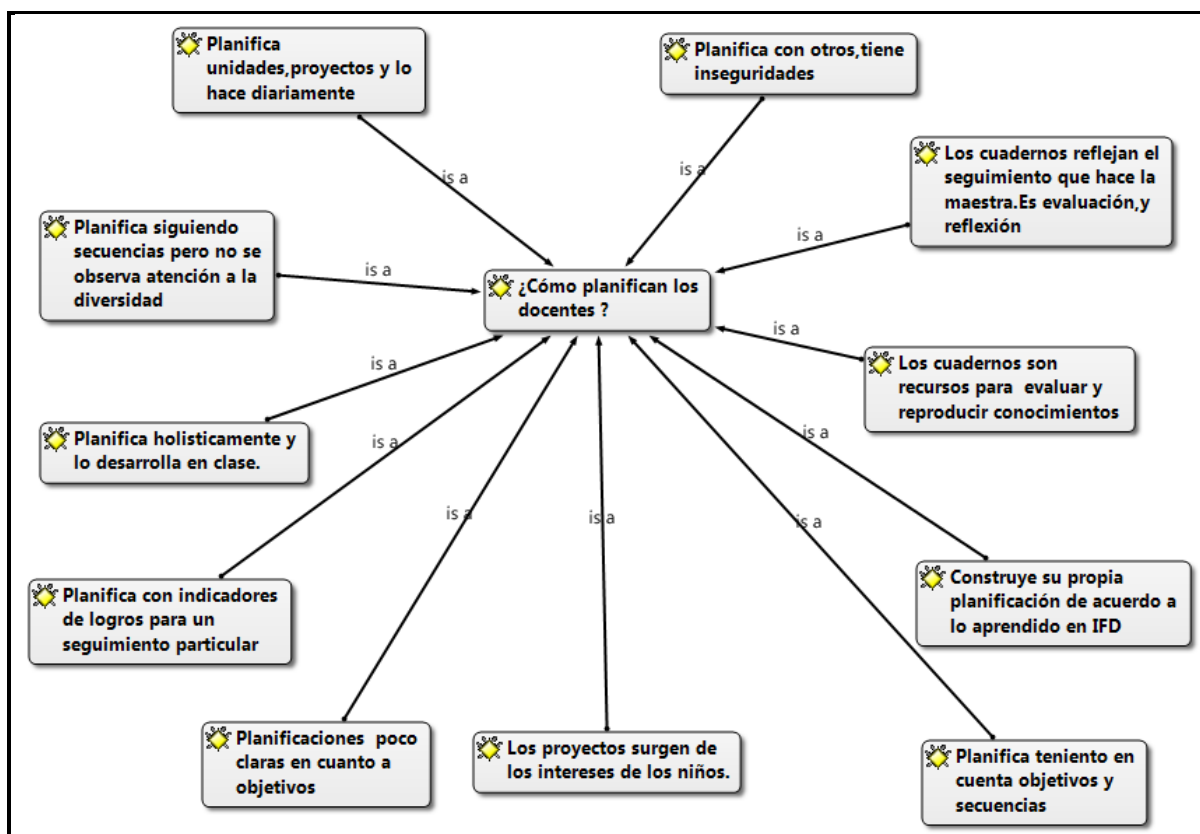 Planifica
unidades,proyectos y lo
hace diariamente
Planifica con otros,tiene
inseguridades
Los cuadernos reflejan el
seguimiento que hace la
maestra.Es evaluación,y
reflexión
is a
is a
is a
Planifica siguiendo
secuencias pero no se
observa atención a la
diversidad
is a
¿Cómo planifican los
docentes ?
is a
Los cuadernos son
recursos para evaluar y
reproducir conocimientos
is a
Planifica holisticamente y
lo desarrolla en clase.
is a
is a
is a
is a
is a
Planifica con indicadores
de logros para un
seguimiento particular
Construye su propia
planificación de acuerdo a
lo aprendido en IFD
Planificaciones poco
claras en cuanto a
objetivos
Los proyectos surgen de
los intereses de los niños.
Planifica teniento en
cuenta objetivos y
secuencias